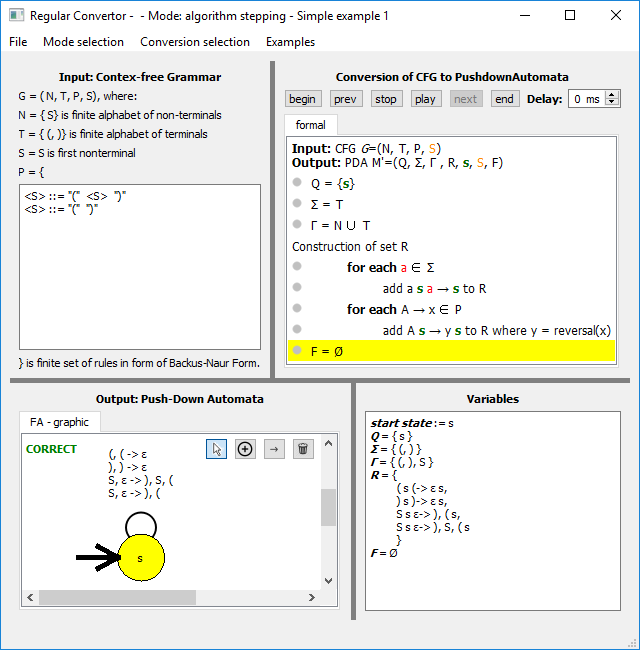 Regular Convertor - - Mode: algorithm stepping - Simple example 1
File Mode selection Conversion selection Examples
Input: Contex-free Grammar
G = ( N, T, P, S), where:
N = { S} is finite alphabet of non-terminals
T = { (, )} is finite alphabet of terminals
S = S is first nonterminal
P = {
<S> ::= "(" <S> ")"
<S> ::= "(" ")"
} is finite set of rules in form of Backus-Naur Form.
Conversion of CFG to PushdownAutomata
begin prev stop play next end Delay: 0 ms
formal
Input: CFG G=(N, T, P, S)
Output: PDA M'=(Q, Σ, Γ , R, s, S, F)
Q = {s}
Σ = T
Γ = N ∪ T
Construction of set R
for each a ∈ Σ
add a s a → s to R
for each A → x ∈ P
add A s → y s to R where y = reversal(x)
F = Ø
Output: Push-Down Automata
FA - graphic
CORRECT
(, ( -> ε
), ) -> ε
S, ε -> ), S, (
S, ε -> ), (
s
Variables
start state := s
Q = { s }
Σ = { (, ) }
Γ = { (, ), S }
R = {
( s (-> ε s,
) s )-> ε s,
S s ε-> ), ( s,
S s ε-> ), S, ( s
}
F = Ø